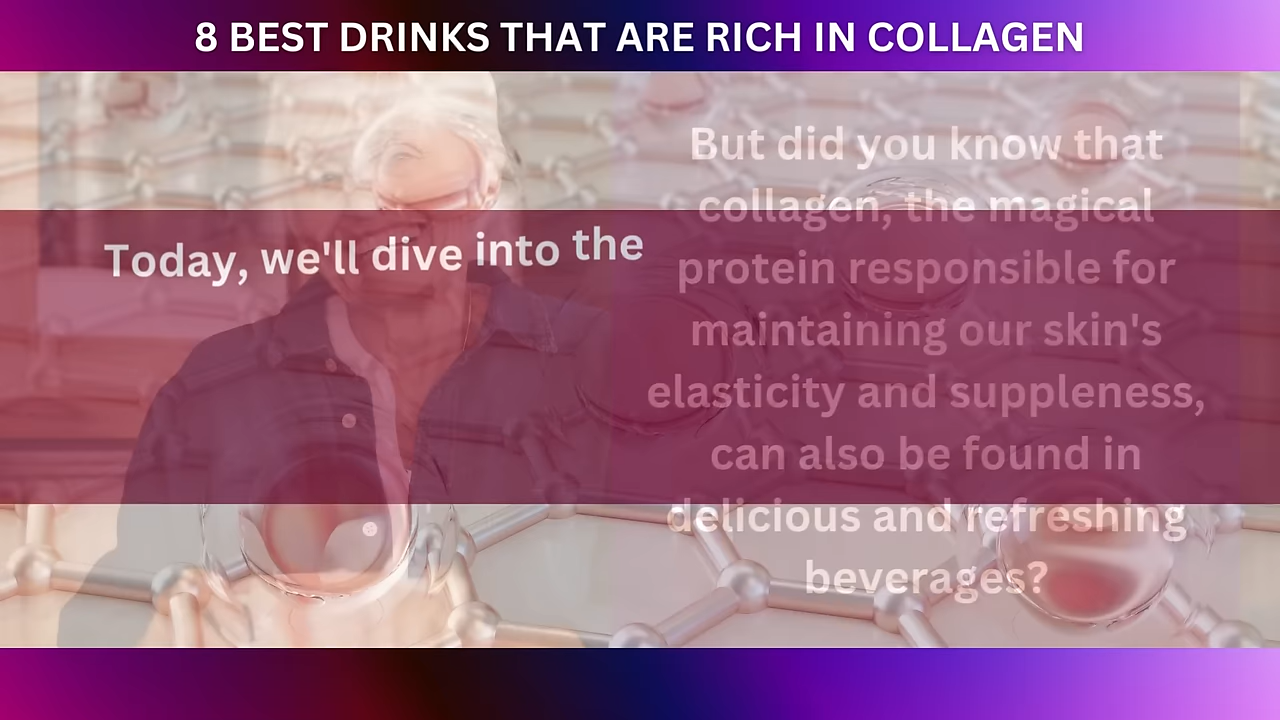 8 BEST DRINKS THAT ARE RICH IN COLLAGEN
Today, we'll dive into the
But did you know that
collagen, the magical
protein responsible for
maintaining our skin's
elasticity and suppleness,
can also be found in
delicious and refreshing
beverages?